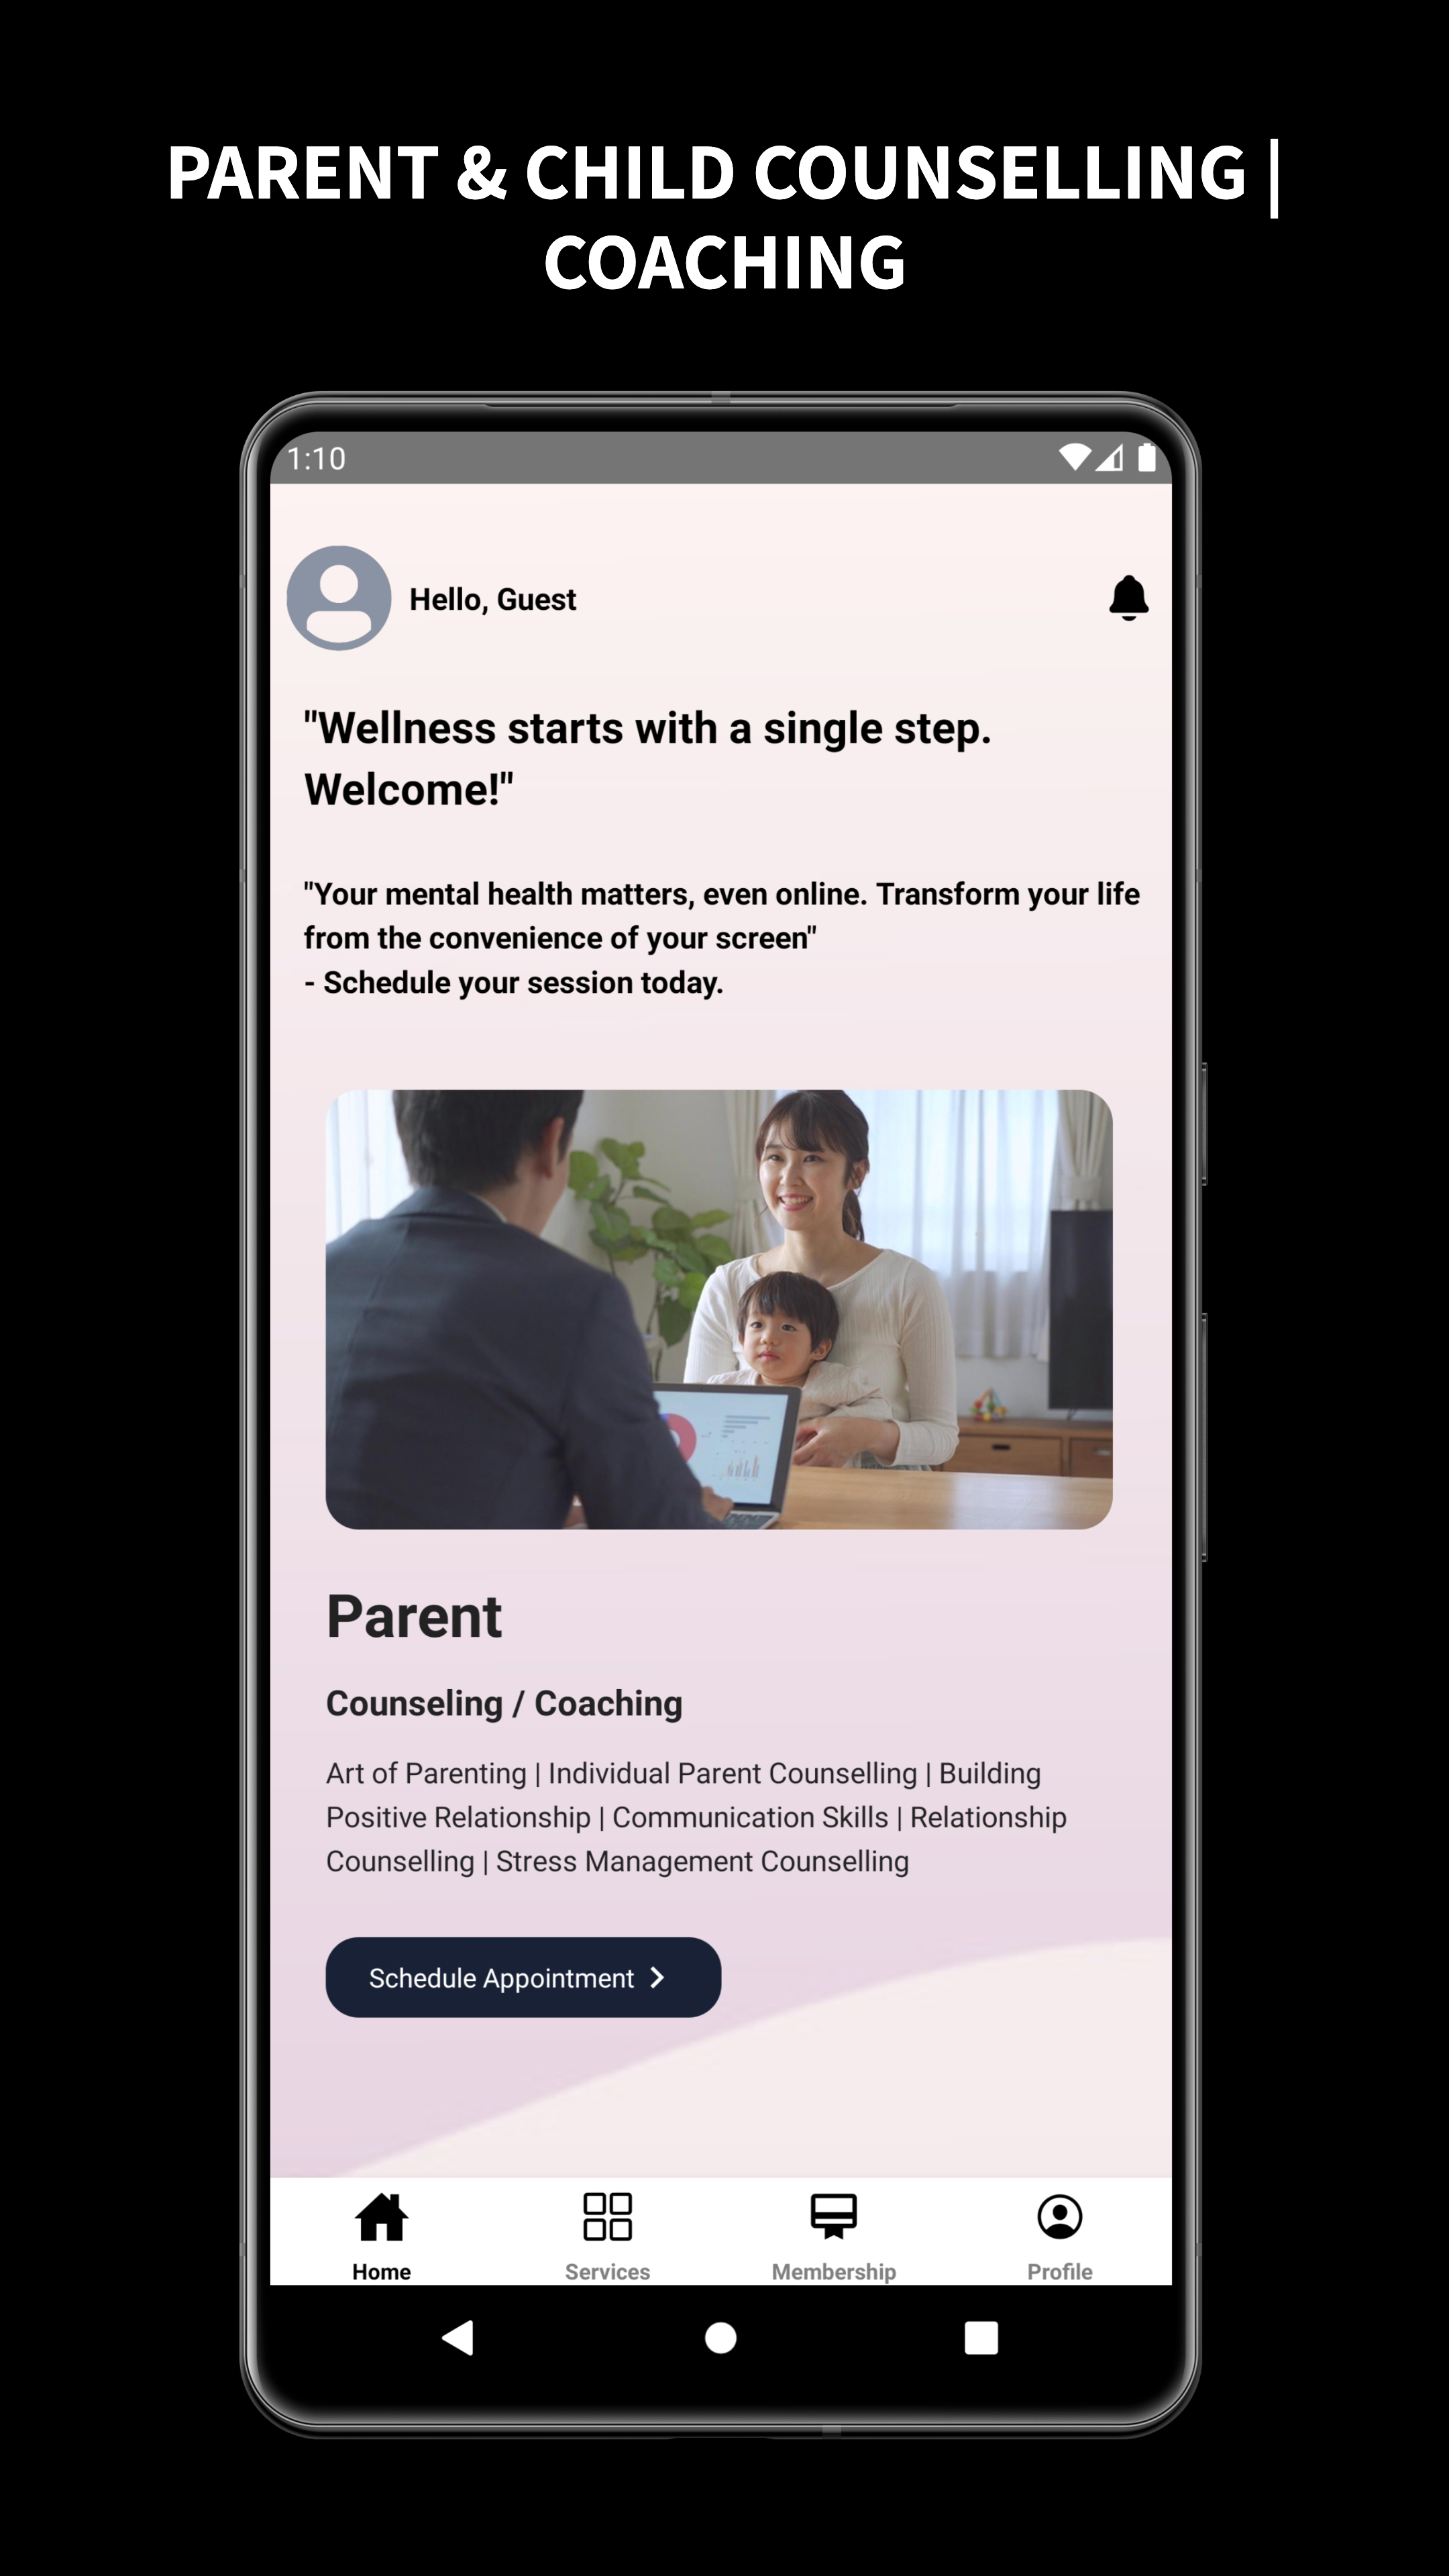 PARENT & CHILD COUNSELLING |
COACHING
1:10
Hello, Guest
"Wellness starts with a single step.
Welcome!"
"Your mental health matters, even online. Transform your life
from the convenience of your screen"
- Schedule your session today.
Parent
Counseling / Coaching
Art of Parenting | Individual Parent Counselling | Building
Positive Relationship | Communication Skills | Relationship
Counselling | Stress Management Counselling
Schedule Appointment
Home
Services
Membership
Profile